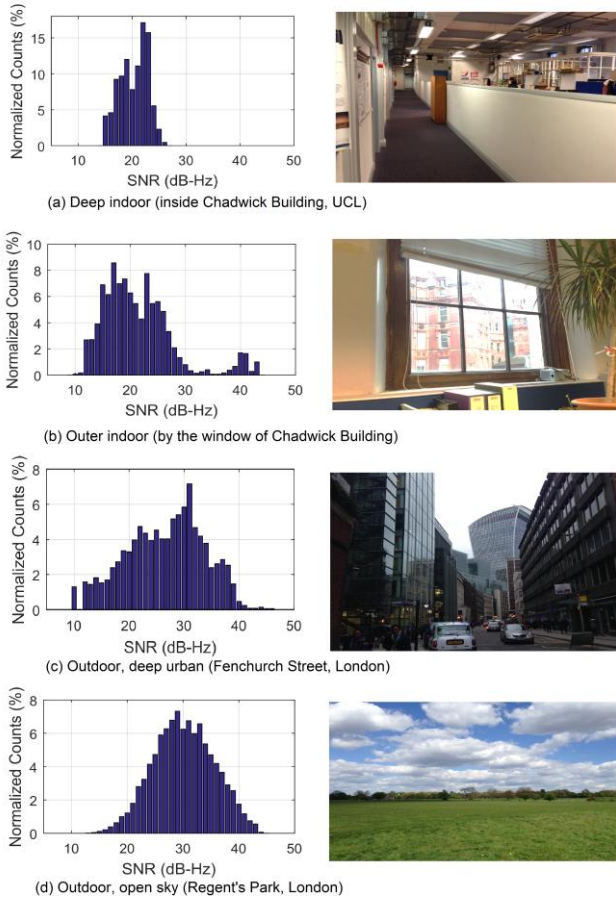 Normalized Counts (%)
15
10
5
0
10 20 30 40 50
SNR (dB-Hz)
(a) Deep indoor (inside Chadwick Building, UCL)
Normalized Counts (%)
10
8
6
4
2
0
10 20 30 40 50
SNR (dB-Hz)
(b) Outer indoor (by the window of Chadwick Building)
Normalized Counts (%)
8
6
4
2
0
10 20 30 40 50
SNR (dB-Hz)
(c) Outdoor, deep urban (Fenchurch Street, London)
Normalized Counts (%)
8
6
4
2
0
10 20 30 40 50
SNR (dB-Hz)
(d) Outdoor, open sky (Regent's Park, London)